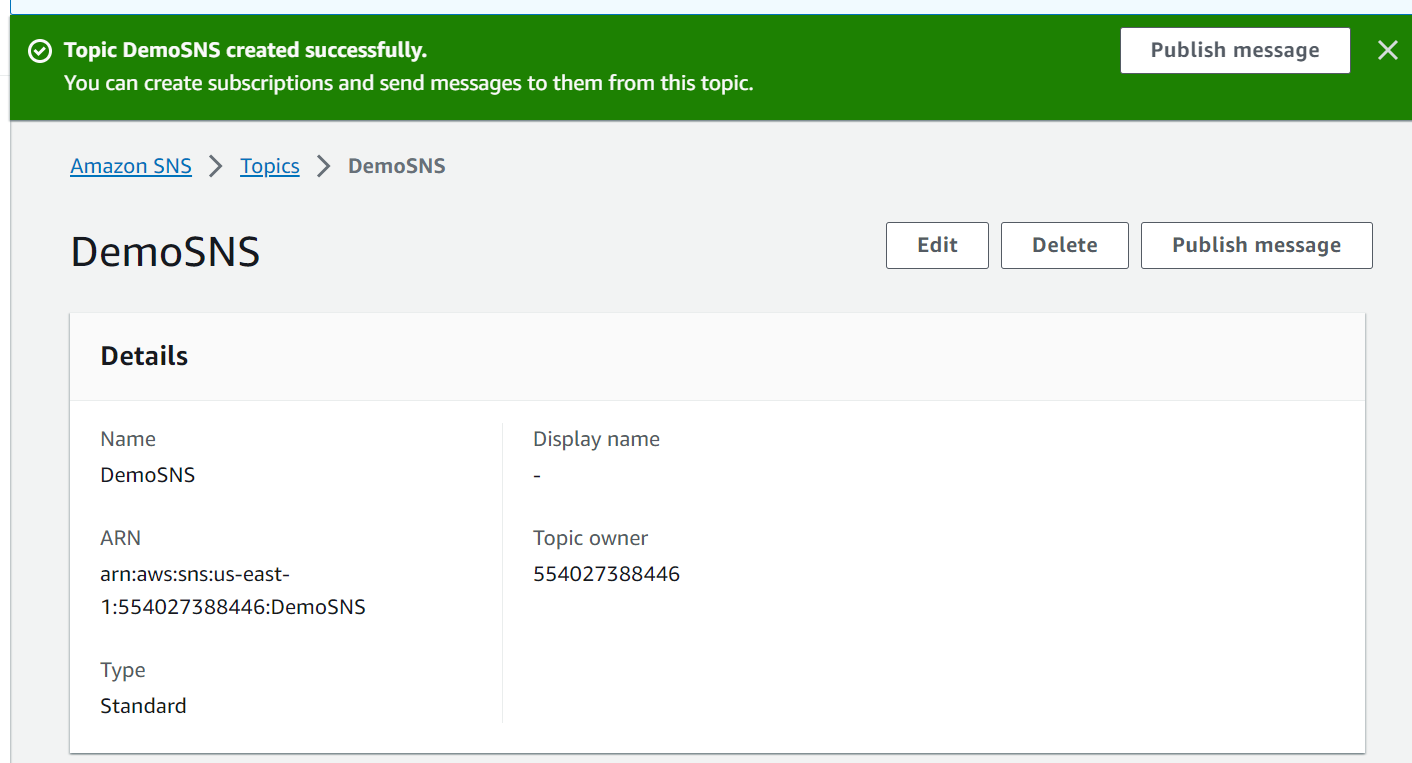 Topic DemoSNS created successfully.
You can create subscriptions and send messages to them from this topic.
Publish message
Amazon SNS
Topics
DemoSNS
DemoSNS
Edit
Delete
Publish message
Details
Name
DemoSNS
ARN
arn:aws:sns:us-east-
1:554027388446:DemoSNS
Type
Standard
Display name
-
Topic owner
554027388446